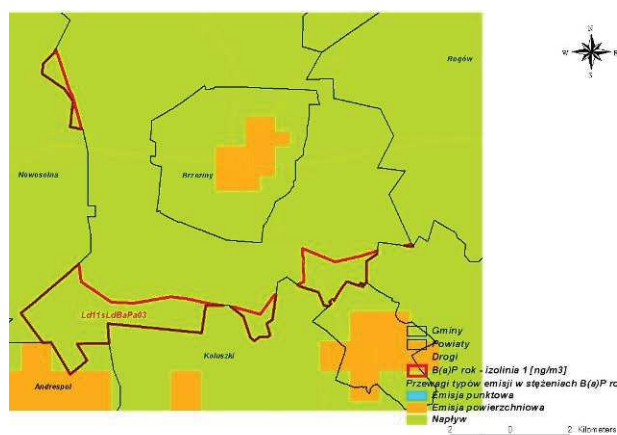 N
W E
S
Rogów
Nowosolna
Brzeziny
Ld11sLdBaPa03
Koluszki
Andrespol
Gminy
Powiaty
Drogi
B(a)P rok - izolinia 1 [ng/m3]
Przewagi typów emisji w stężeniach B(a)P ro
Emisja punktowa
Emisja powierzchniowa
Napływ
2 0 2 Kilometers